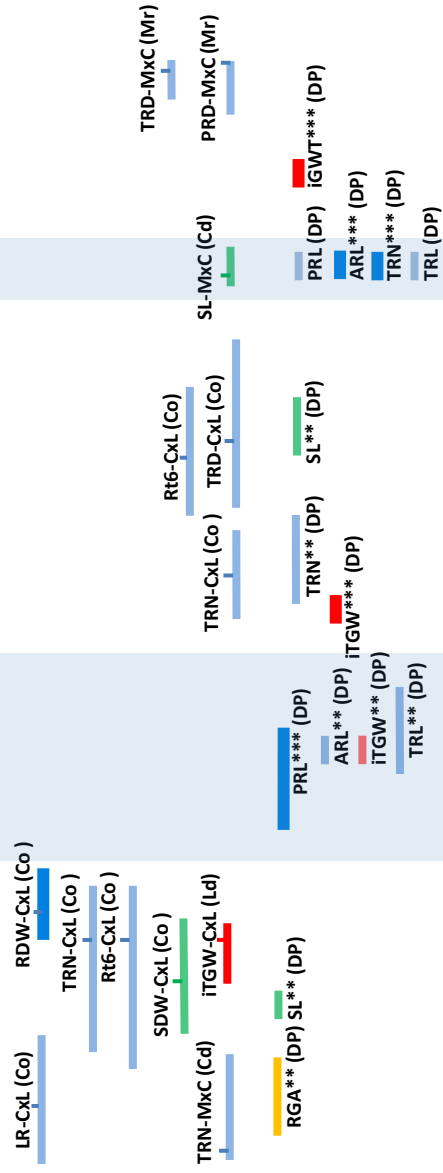 TRD-MxC (Mr)
PRD-MxC (Mr)
iGWT*** (DP)
SL-MxC (Cd)
PRL (DP)
ARL*** (DP)
TRN*** (DP)
TRL (DP)
Rt6-CxL (Co)
TRD-CxL (Co)
SL** (DP)
TRN-CxL (Co )
TRN** (DP)
iTGW*** (DP)
PRL*** (DP)
ARL** (DP)
iTGW** (DP)
TRL** (DP)
RDW-CxL (Co )
TRN-CxL (Co )
Rt6-CxL (Co)
SDW-CxL (Co )
iTGW-CxL (Ld)
SL** (DP)
LR-CxL (Co)
TRN-MxC (Cd)
RGA** (DP)